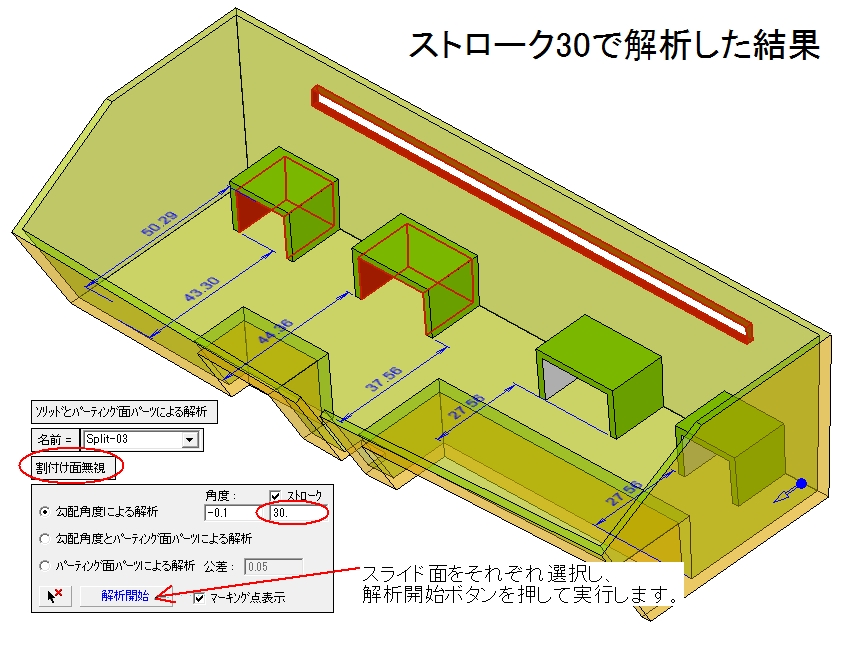 ストローク30で解析した結果
50.29
43.30
44.36
37.56
27.56
27.56
ソリッドとパーティング面パーツによる解析
名前 = Split-03
割付け面無視
角度 : ストローク
勾配角度による解析 -0.1 30.
勾配角度とパーティング面パーツによる解析
パーティング面パーツによる解析 公差 : 0.05
解析開始 マーキング点表示
スライド面をそれぞれ選択し、
解析開始ボタンを押して実行します。